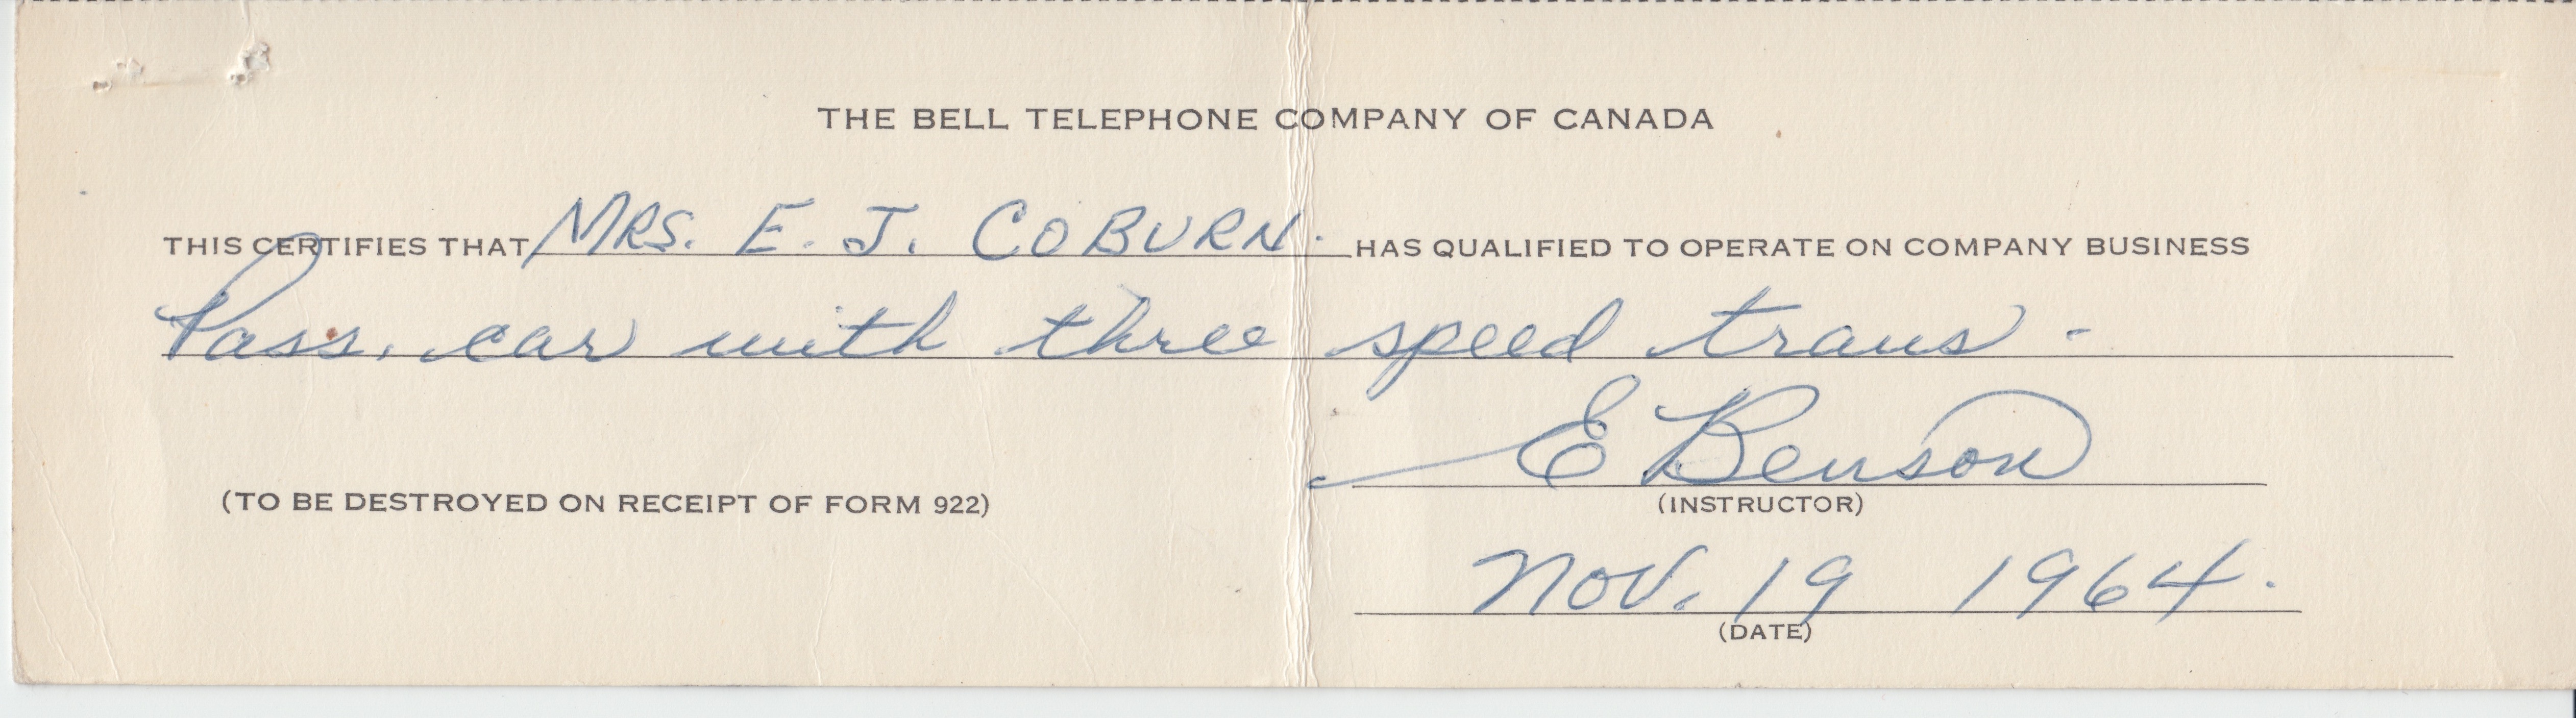 THE BELL TELEPHONE COMPANY OF CANADA
THIS CERTIFIES THAT MRS. E. J. COBURN. HAS QUALIFIED TO OPERATE ON COMPANY BUSINESS
Pass. car with three speed trans -
E Benson
(TO BE DESTROYED ON RECEIPT OF FORM 922) (INSTRUCTOR)
Nov. 19 1964.
(DATE)